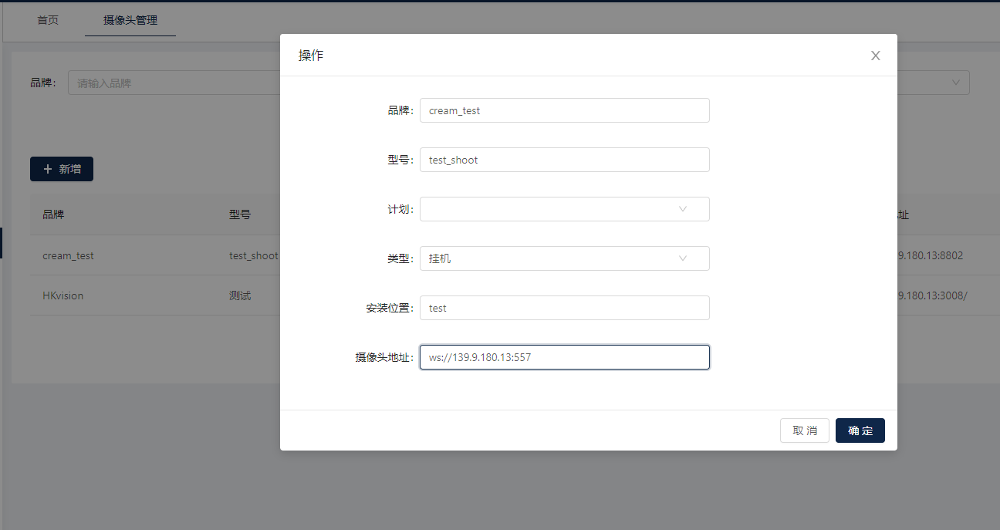 首页
摄像头管理
操作
品牌：
请输入品牌
品牌：
cream_test
型号：
test_shoot
新增
计划：
品牌
型号
址
类型：
挂机
cream_test
test_shoot
9.180.13:8802
HKvision
测试
9.180.13:3008/
安装位置：
test
摄像头地址：
ws://139.9.180.13:557
取 消
确 定